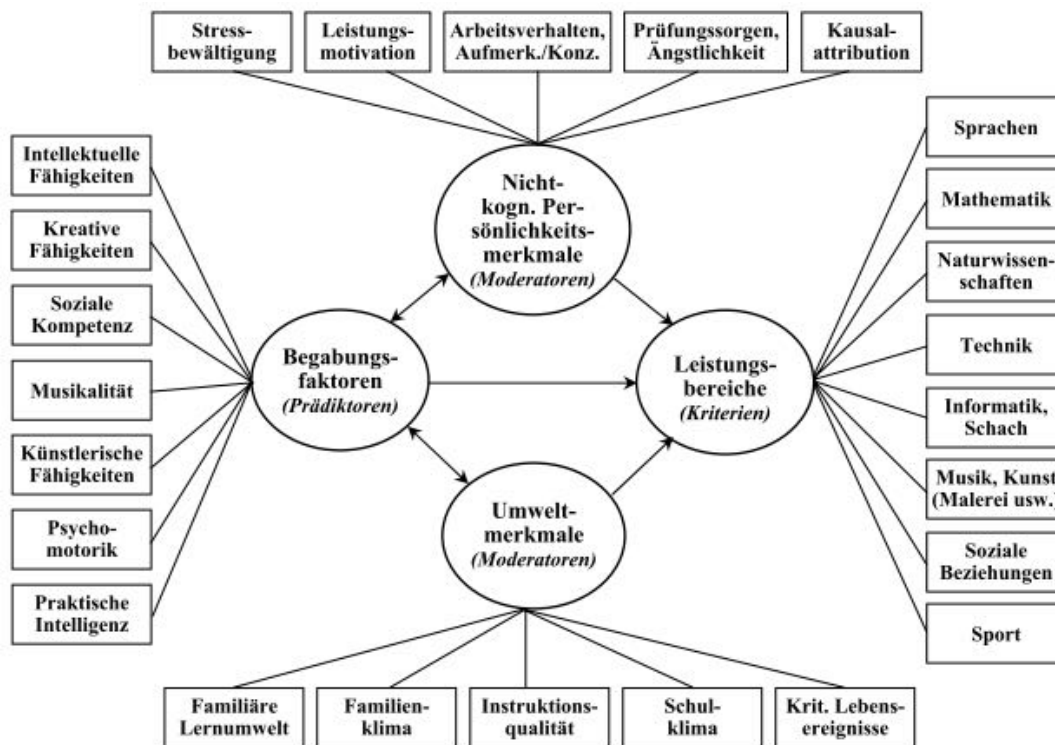 Stress-
bewältigung
Leistungs-
motivation
Arbeitsverhalten,
Aufmerk./Konz.
Prüfungssorgen,
Ängstlichkeit
Kausal-
attribution
Intellektuelle
Fähigkeiten
Kreative
Fähigkeiten
Soziale
Kompetenz
Musikalität
Künstlerische
Fähigkeiten
Psycho-
motorik
Praktische
Intelligenz
Nicht-
kogn. Per-
sönlichkeits-
merkmale
(Moderatoren)
Begabungs-
faktoren
(Prädiktoren)
Leistungs-
bereiche
(Kriterien)
Umwelt-
merkmale
(Moderatoren)
Sprachen
Mathematik
Naturwissen-
schaften
Technik
Informatik,
Schach
Musik, Kunst
(Malerei usw.)
Soziale
Beziehungen
Sport
Familiäre
Lernumwelt
Familien-
klima
Instruktions-
qualität
Schul-
klima
Krit. Lebens-
ereignisse